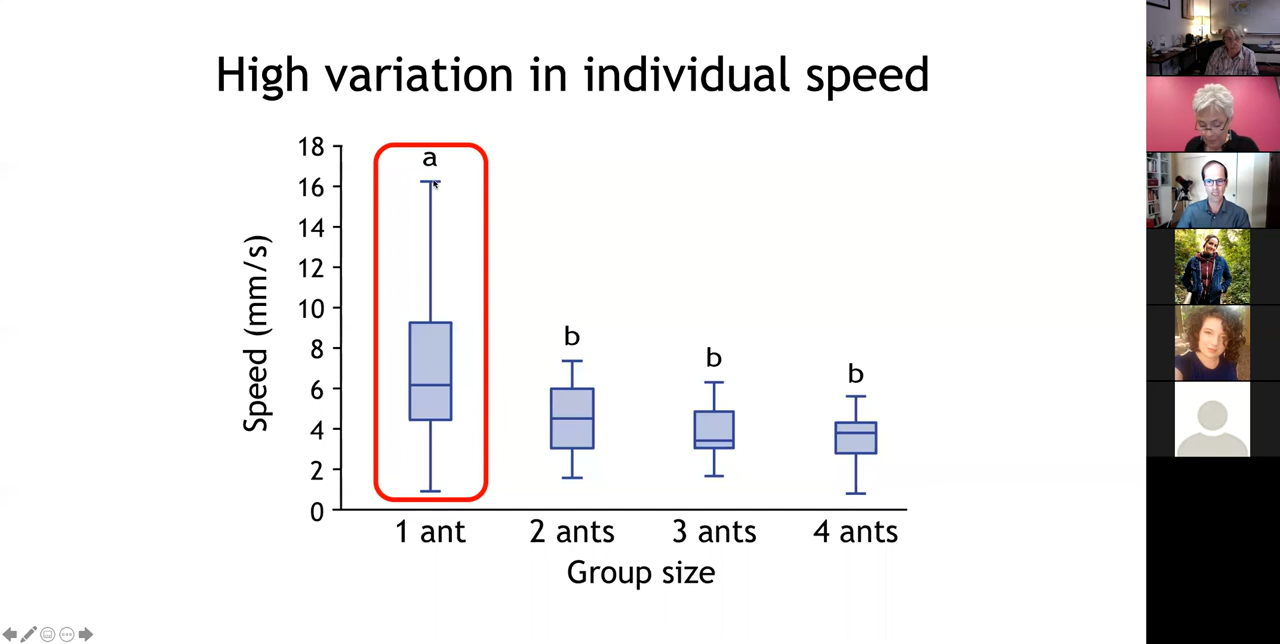 High variation in individual speed
18
16
14
12
10
8
6
4
2
0
Speed (mm/s)
a
b
b
b
1 ant
2 ants
3 ants
4 ants
Group size